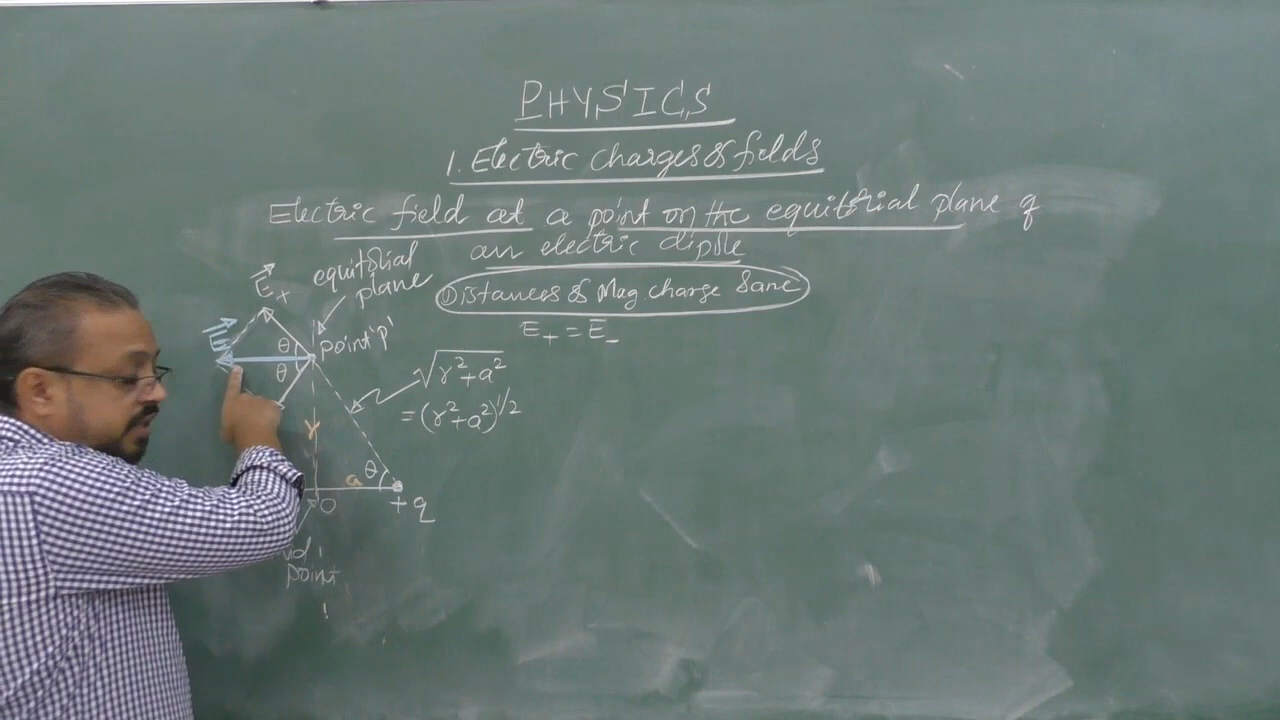 PHYSICS
1. Electric charges & fields
Electric field at a point on the equitorial plane of
an electric dipole
equitorial
plane
E+
① Distances & Mag charge Same
E+ = E-
E
θ
point 'P'
θ
√r²+a²
= (r²+a²)^1/2
r
a
θ
O
+q
point